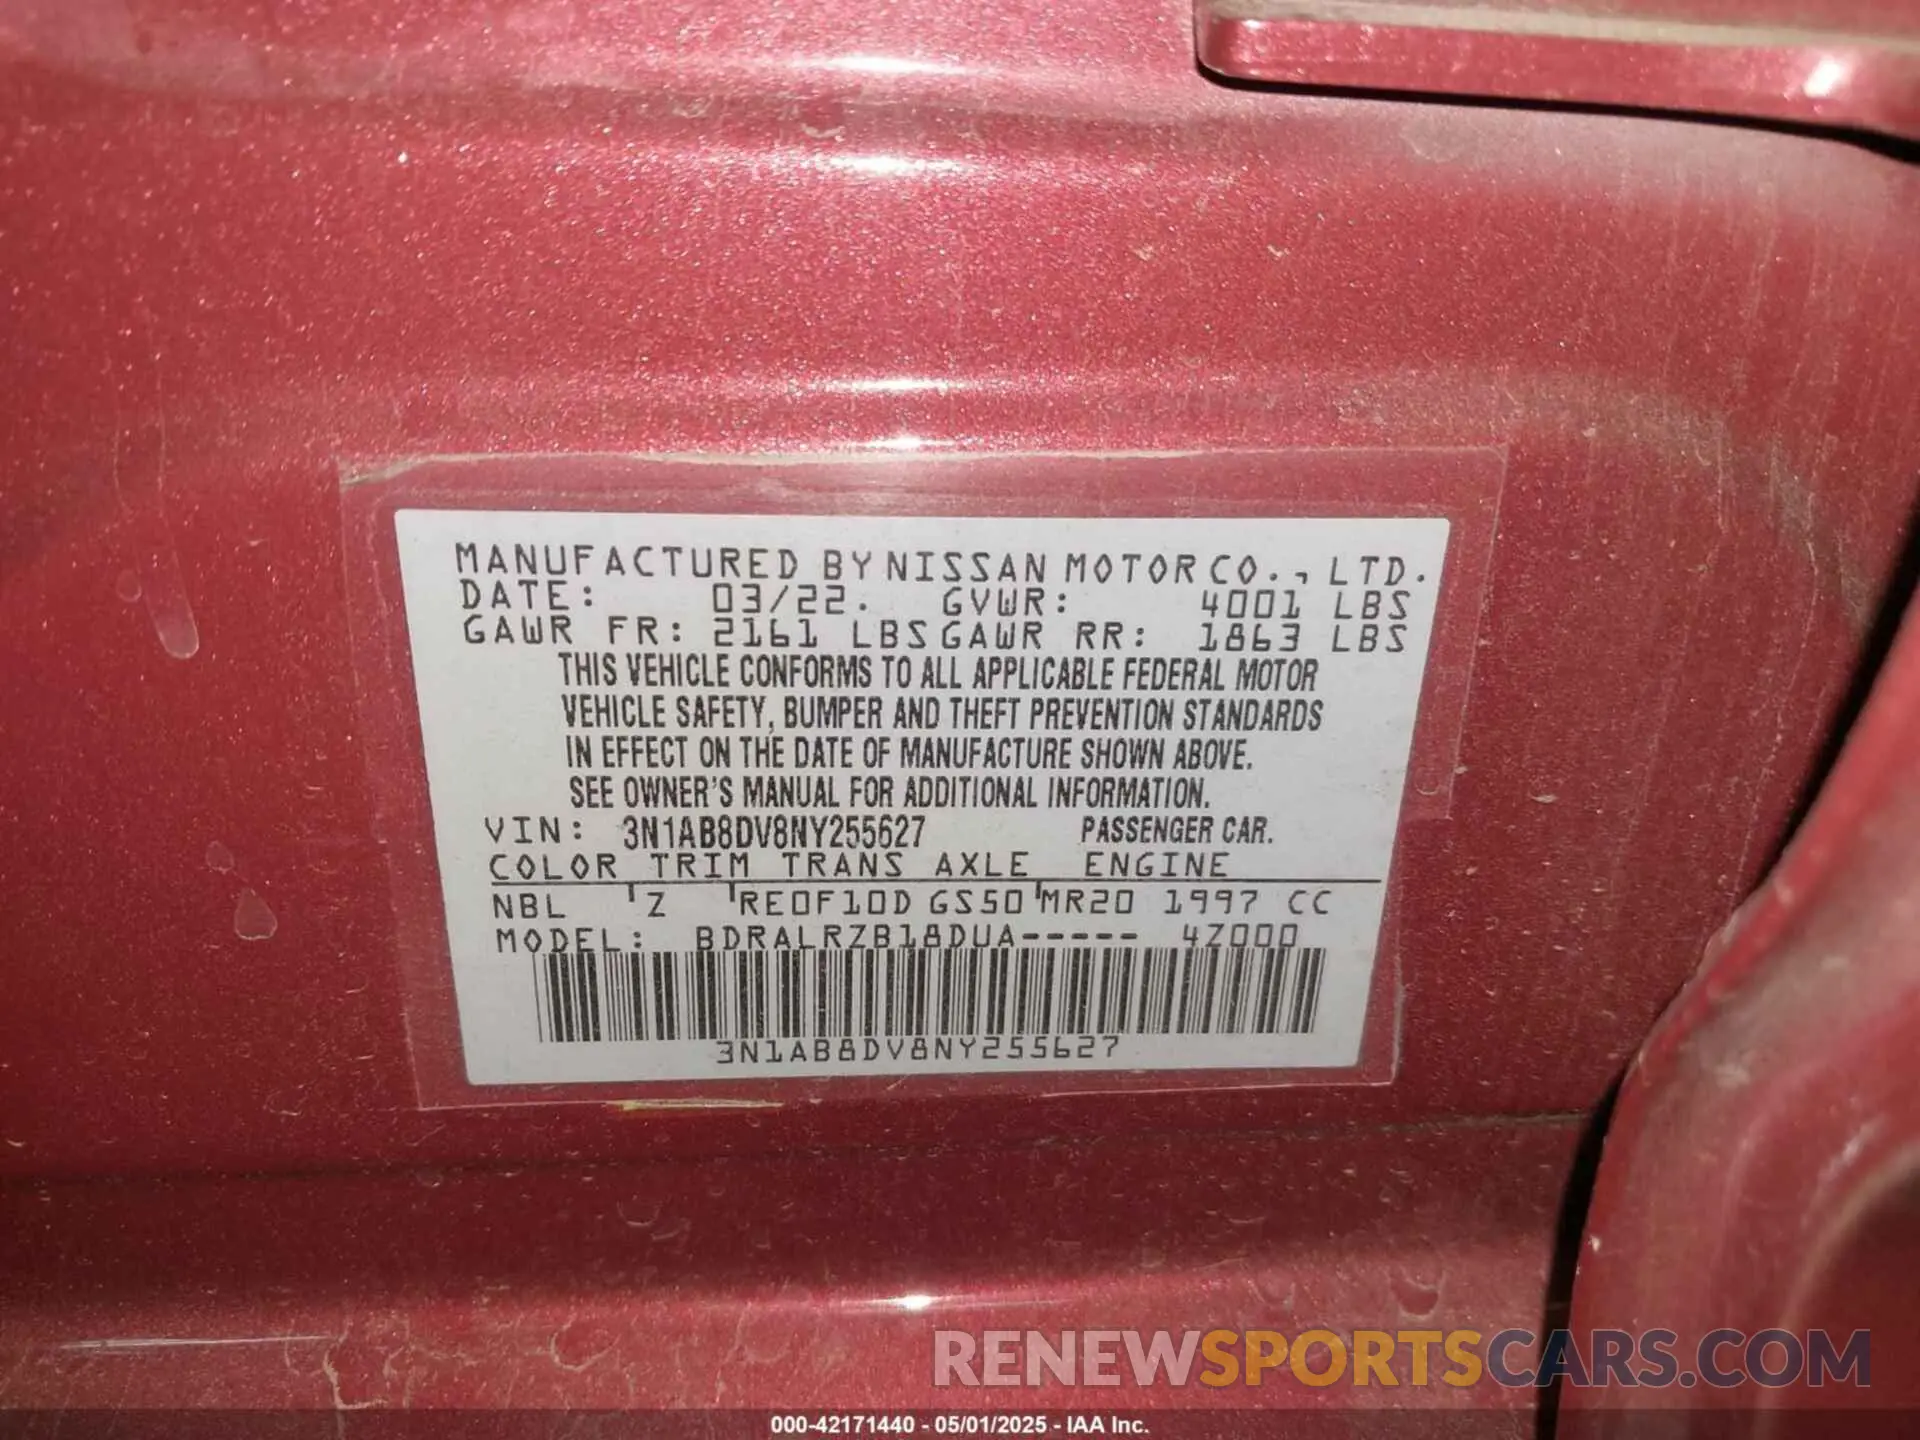 MANUFACTURED BY NISSAN MOTOR CO., LTD.
DATE: 03/22. GVWR: 4001 LBS
GAWR FR: 2161 LBS GAWR RR: 1863 LBS
THIS VEHICLE CONFORMS TO ALL APPLICABLE FEDERAL MOTOR
VEHICLE SAFETY, BUMPER AND THEFT PREVENTION STANDARDS
IN EFFECT ON THE DATE OF MANUFACTURE SHOWN ABOVE.
SEE OWNER'S MANUAL FOR ADDITIONAL INFORMATION.
VIN: 3N1AB8DV8NY255627 PASSENGER CAR.
COLOR TRIM TRANS AXLE ENGINE
NBL Z RE0F10D GS50 MR20 1997 CC
MODEL: BDRALRZB18DUA----- 4Z000
3N1AB8DV8NY255627
RENEWSPORTSCARS.COM
000-42171440 - 05/01/2025 - IAA Inc.